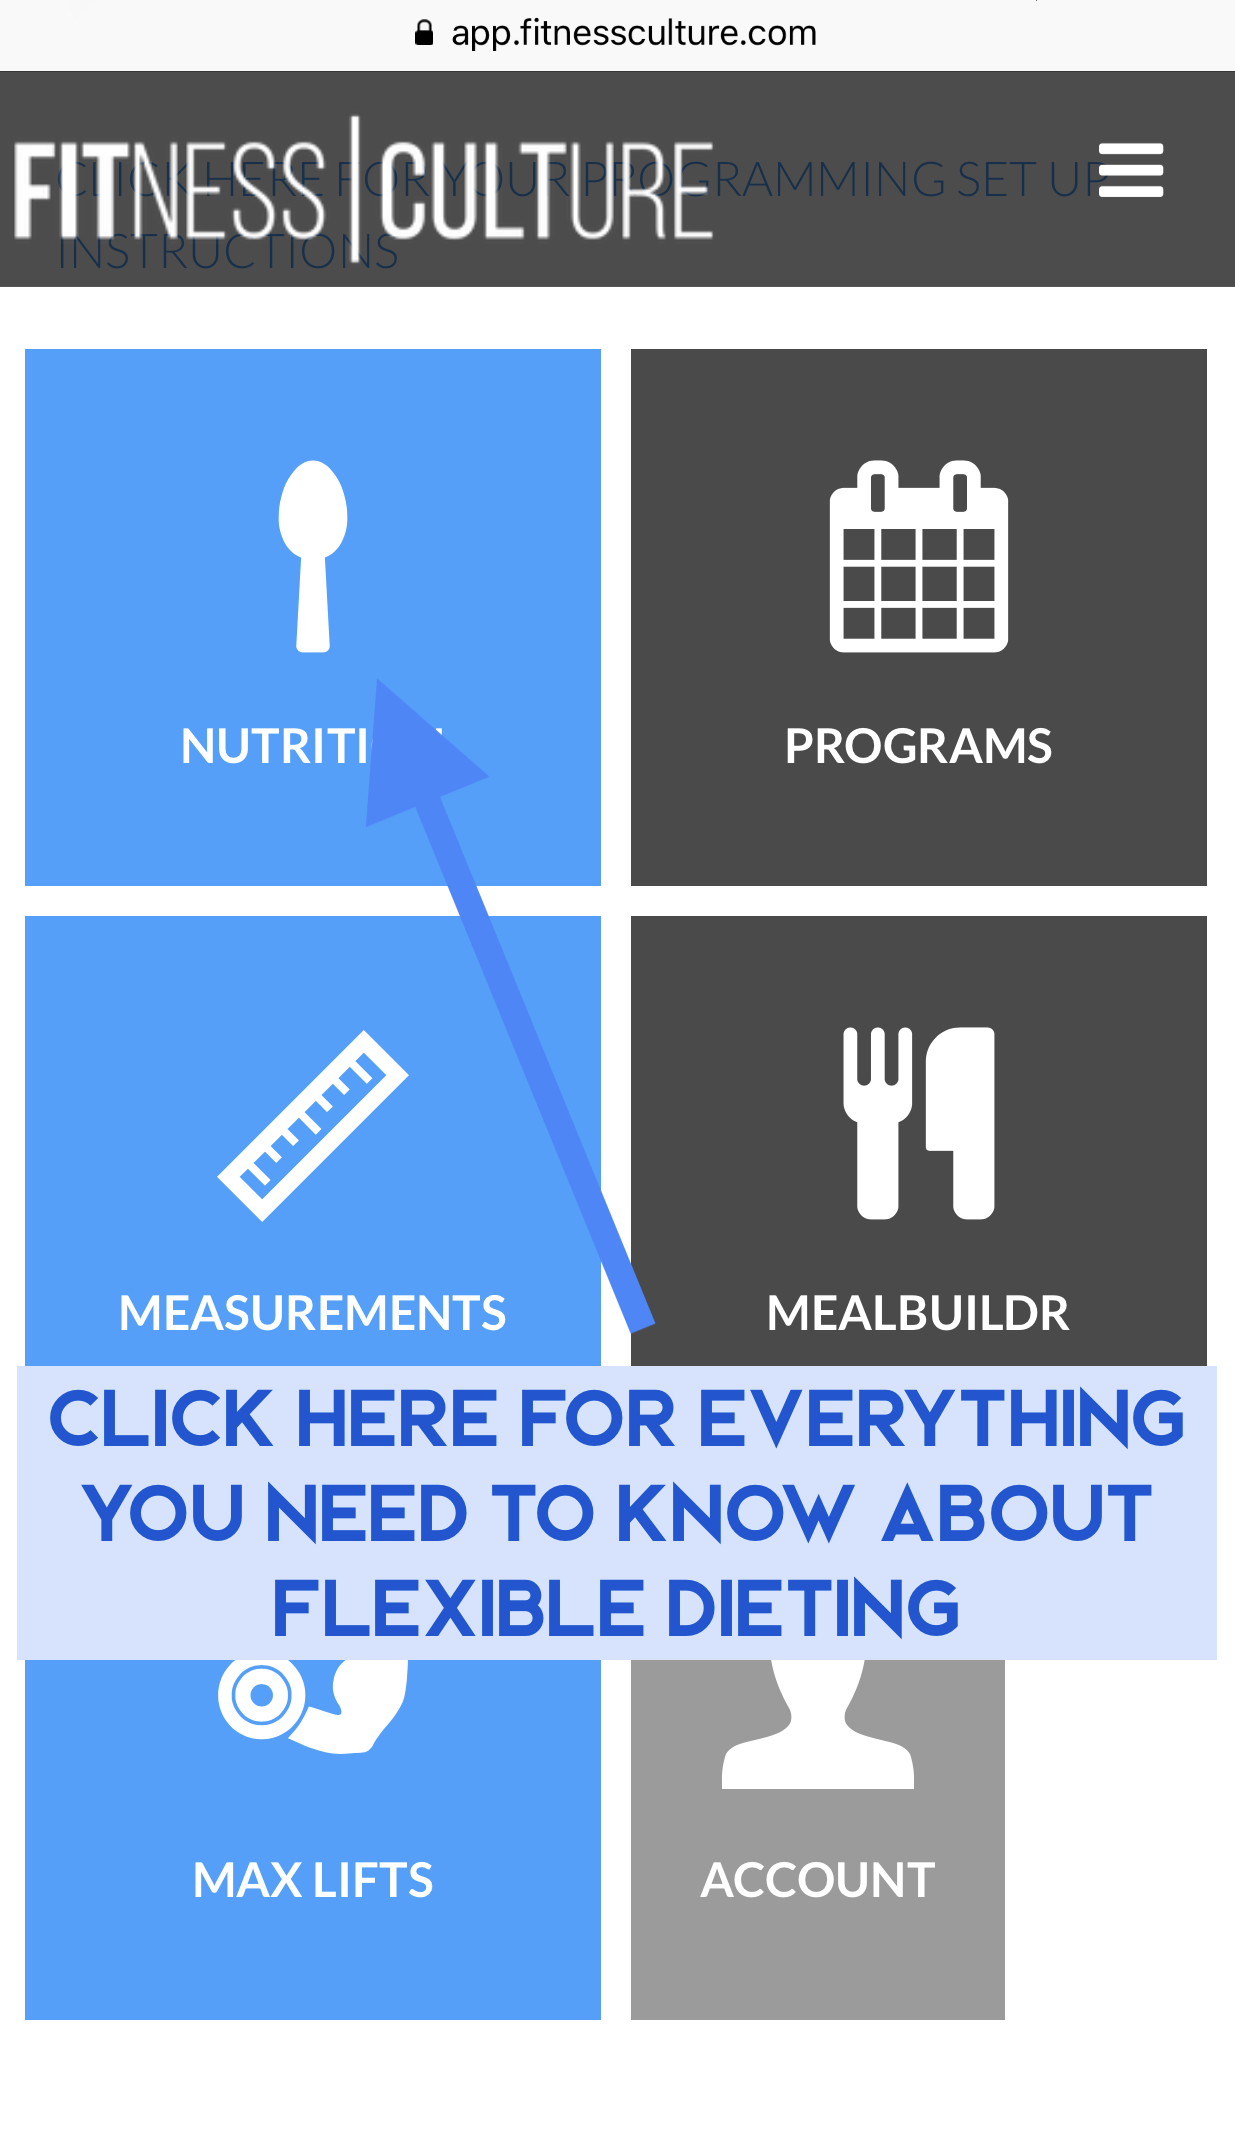 app.fitnessculture.com
FITNESS|CULTURE
CLICK HERE FOR YOUR PROGRAMMING SET UP
INSTRUCTIONS
NUTRITI
PROGRAMS
MEASUREMENTS
MEALBUILDR
CLICK HERE FOR EVERYTHING
YOU NEED TO KNOW ABOUT
FLEXIBLE DIETING
MAX LIFTS
ACCOUNT